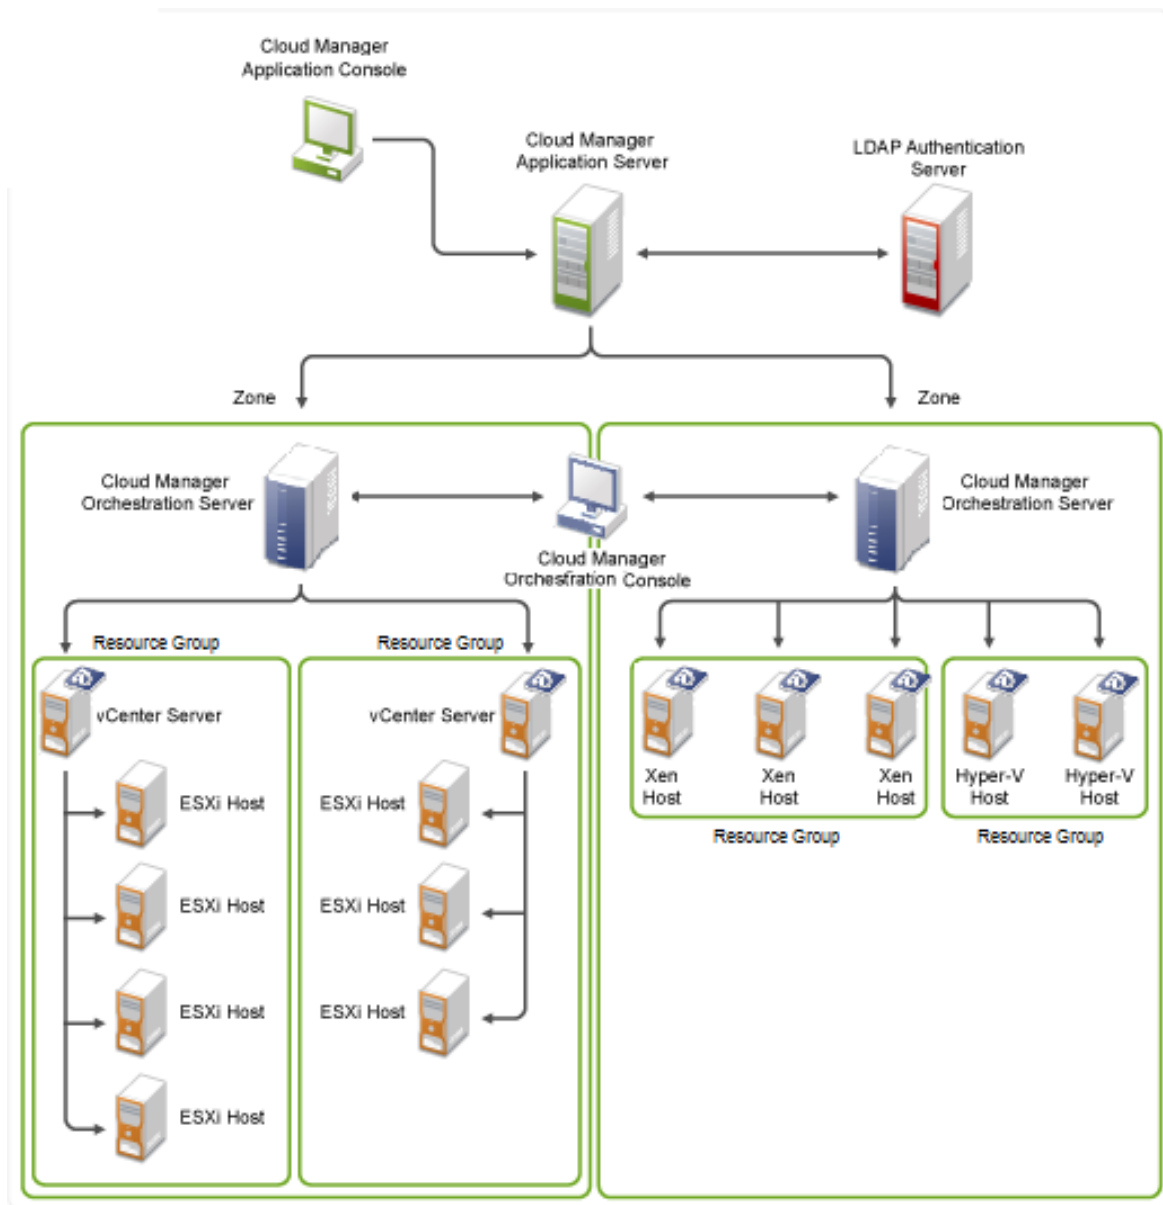 Cloud Manager
Application Console
Cloud Manager
Application Server
LDAP Authentication
Server
Zone
Zone
Cloud Manager
Orchestration Server
Cloud Manager
Orchestration Console
Cloud Manager
Orchestration Server
Resource Group
Resource Group
vCenter Server
vCenter Server
ESXi Host
ESXi Host
ESXi Host
ESXi Host
ESXi Host
ESXi Host
ESXi Host
Xen
Host
Xen
Host
Xen
Host
Hyper-V
Host
Hyper-V
Host
Resource Group
Resource Group